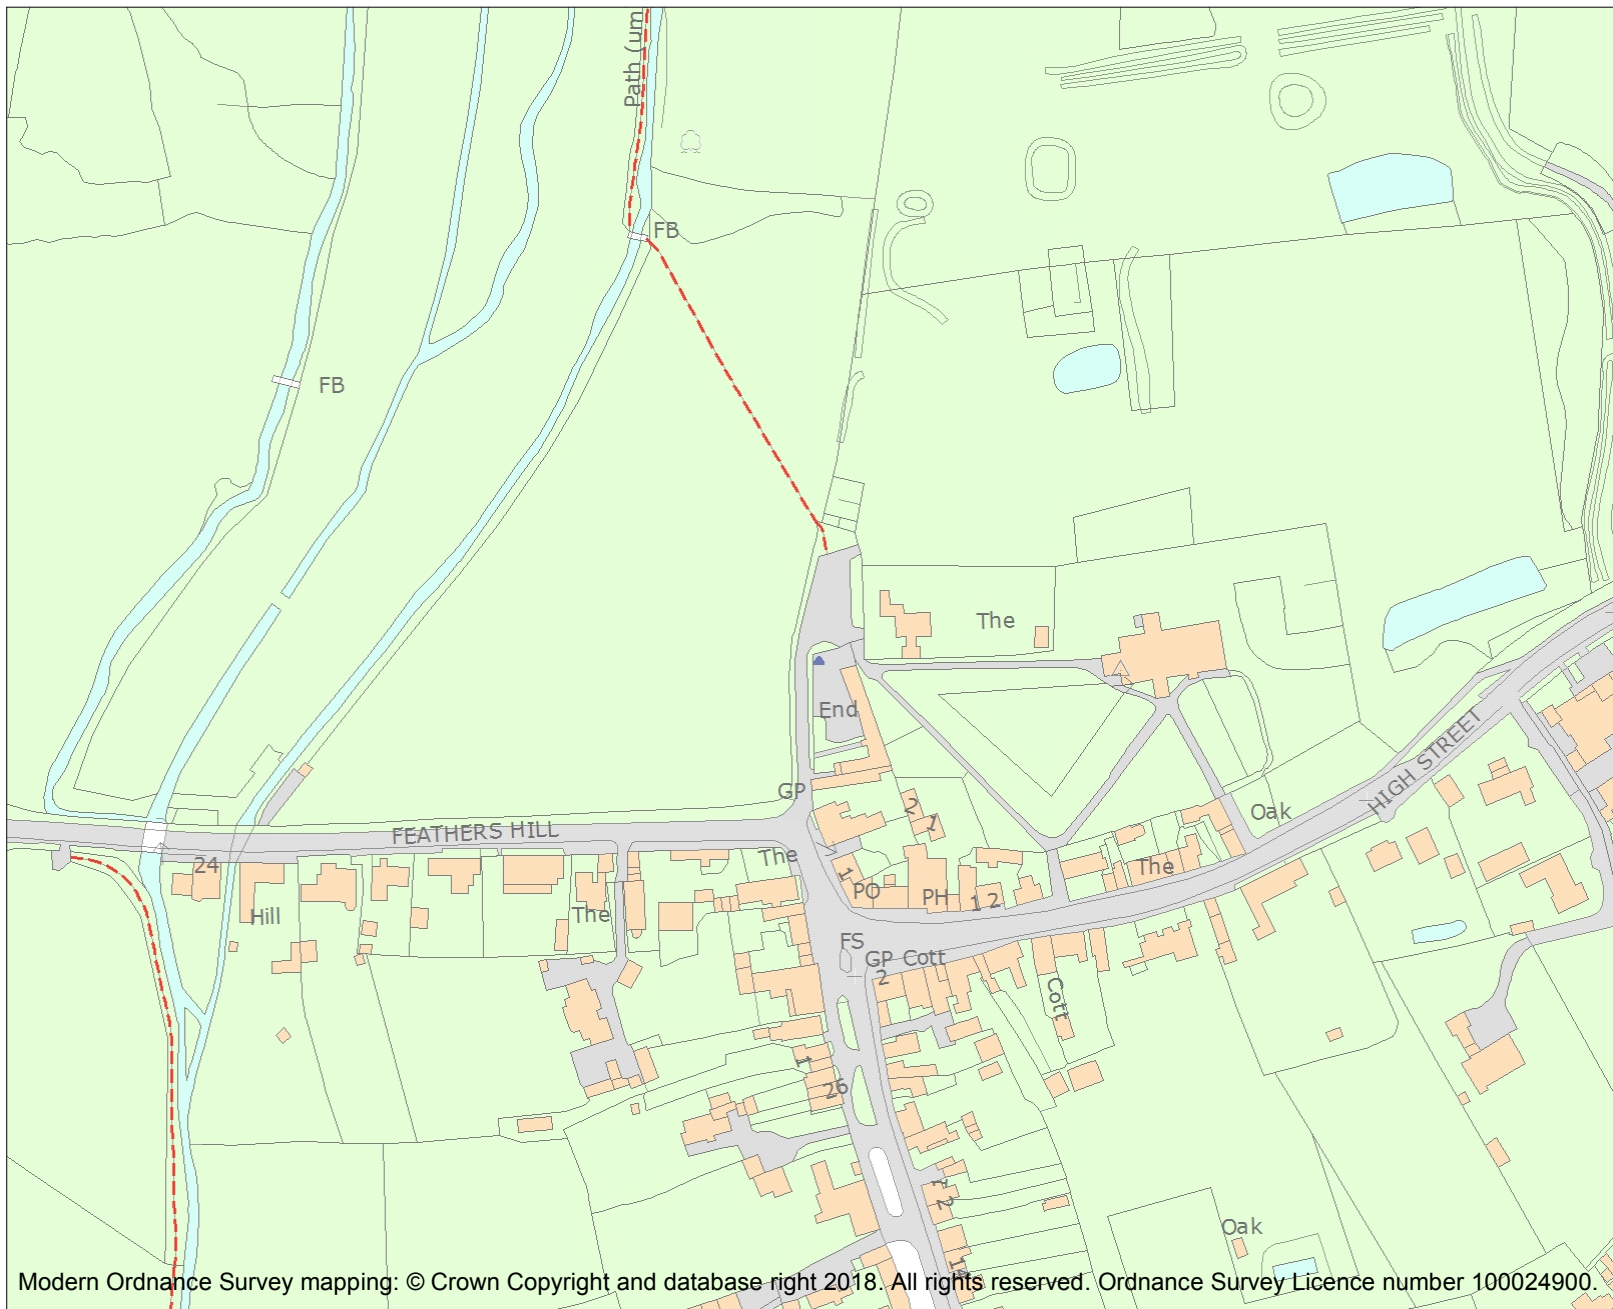 Path (um
FB
FB
The
End
HIGH STREET
GP
2
1
Oak
FEATHERS HILL
The
24
1
The
PO
PH
1 2
Hill
The
FS
GP Cott
2
Cott
1
26
1
2
Oak
14
Modern Ordnance Survey mapping: © Crown Copyright and database right 2018. All rights reserved. Ordnance Survey Licence number 100024900.